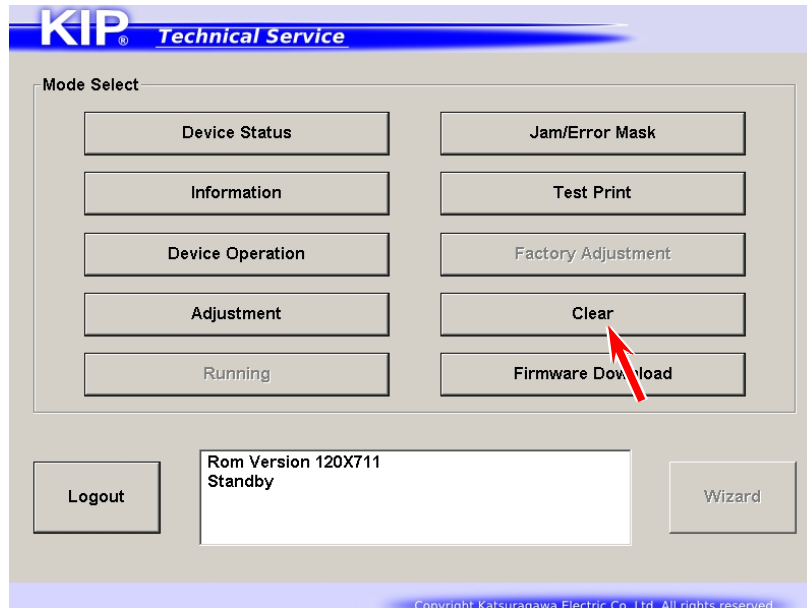 KIP® Technical Service
Mode Select
Device Status
Jam/Error Mask
Information
Test Print
Device Operation
Factory Adjustment
Adjustment
Clear
Running
Firmware Download
Logout
Rom Version 120X711
Standby
Wizard
Copyright Katsuragawa Electric Co. Ltd. All rights reserved.